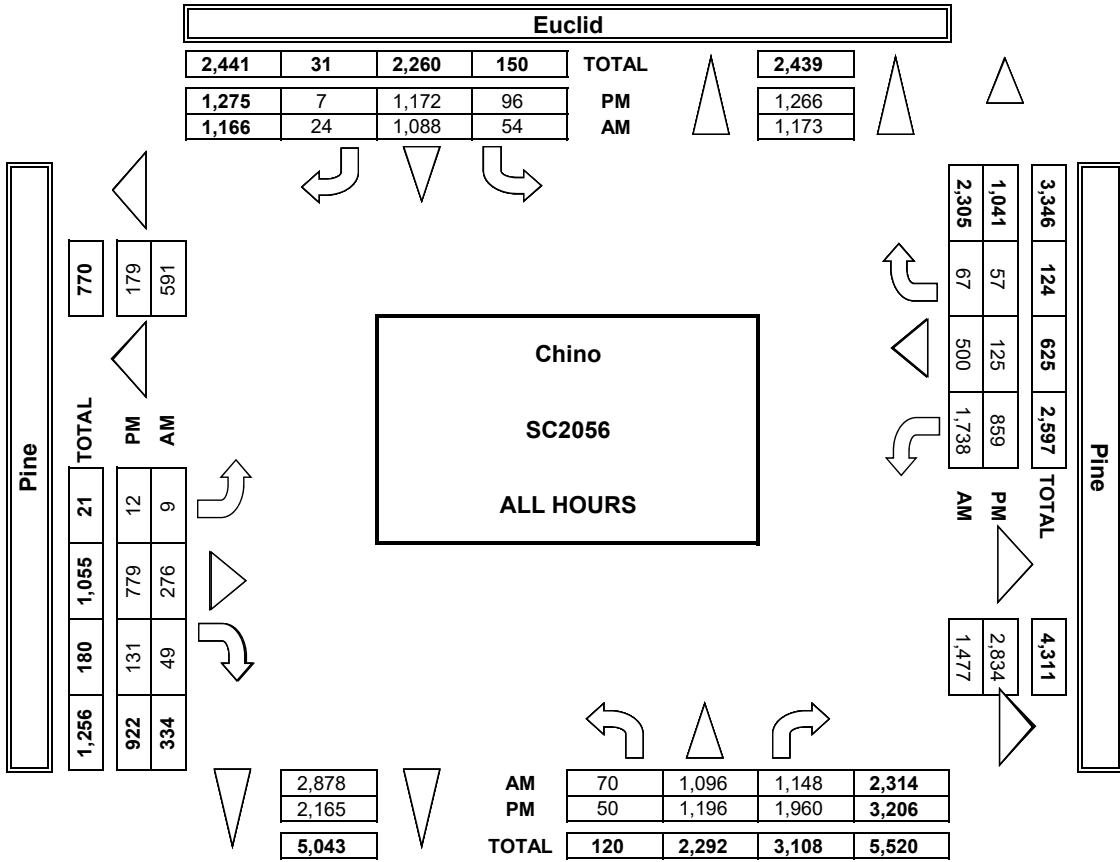 Euclid
2,441 31 2,260 150 TOTAL 2,439
1,275 7 1,172 96 PM 1,266
1,166 24 1,088 54 AM 1,173
Pine
770 179 591
TOTAL PM AM
21 12 9
1,055 779 276
180 131 49
1,256 922 334
Chino
SC2056
ALL HOURS
3,346 124 625 2,597 TOTAL
1,041 57 125 859 PM
2,305 67 500 1,738 AM
4,311
2,834
1,477
Pine
2,878 AM 70 1,096 1,148 2,314
2,165 PM 50 1,196 1,960 3,206
5,043 TOTAL 120 2,292 3,108 5,520